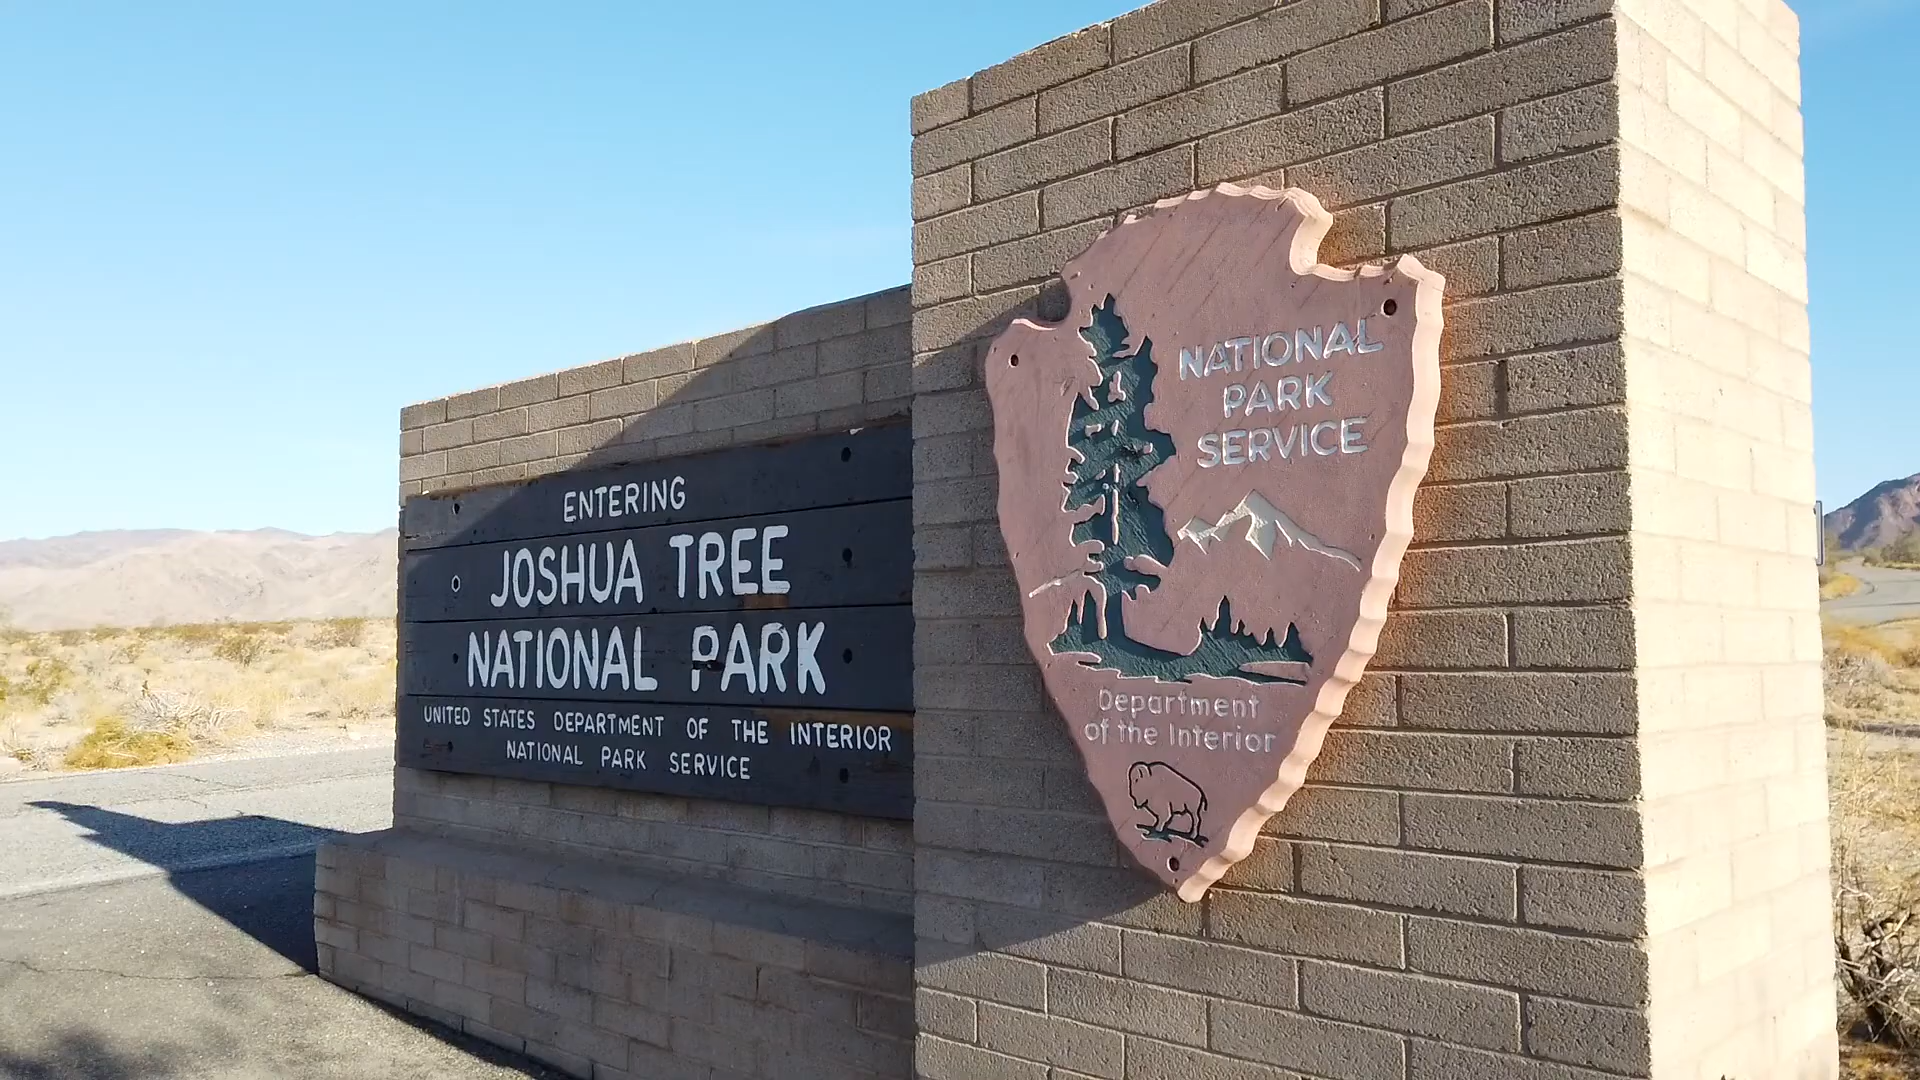 ENTERING
JOSHUA TREE
NATIONAL PARK
UNITED STATES DEPARTMENT OF THE INTERIOR
NATIONAL PARK SERVICE
NATIONAL
PARK
SERVICE
Department
of the Interior